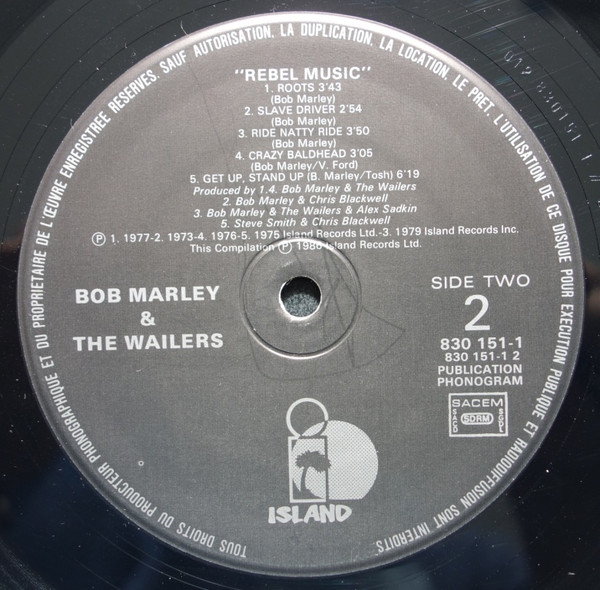 TOUS DROITS DU PRODUCTEUR PHONOGRAPHIQUE ET DU PROPRIETAIRE DE L'ŒUVRE ENREGISTREE RESERVES. SAUF AUTORISATION, LA DUPLICATION, LA LOCATION, LE PRET, L'UTILISATION DE CE DISQUE POUR EXECUTION PUBLIQUE ET RADIODIFFUSION SONT INTERDITS.
"REBEL MUSIC"
1. ROOTS 3'43
(Bob Marley)
2. SLAVE DRIVER 2'54
(Bob Marley)
3. RIDE NATTY RIDE 3'50
(Bob Marley)
4. CRAZY BALDHEAD 3'05
(Bob Marley/V. Ford)
5. GET UP, STAND UP (B. Marley/Tosh) 6'19
Produced by 1.4. Bob Marley & The Wailers
2. Bob Marley & Chris Blackwell
3. Bob Marley & The Wailers & Alex Sadkin
5. Steve Smith & Chris Blackwell
Ⓟ 1. 1977-2. 1973-4. 1976-5. 1975 Island Records Ltd.-3. 1979 Island Records Inc.
This Compilation Ⓟ 1986 Island Records Ltd.
BOB MARLEY
&
THE WAILERS
SIDE TWO
2
830 151-1
830 151-1 2
PUBLICATION
PHONOGRAM
SACEM
SACD
SDRM
SGDL
ISLAND